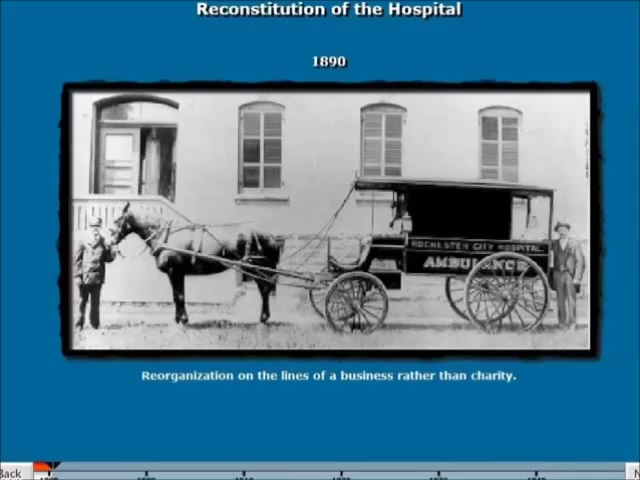 Reconstitution of the Hospital
1890
ROCHESTER CITY HOSPITAL
AMBULANCE
Reorganization on the lines of a business rather than charity.
Back
N